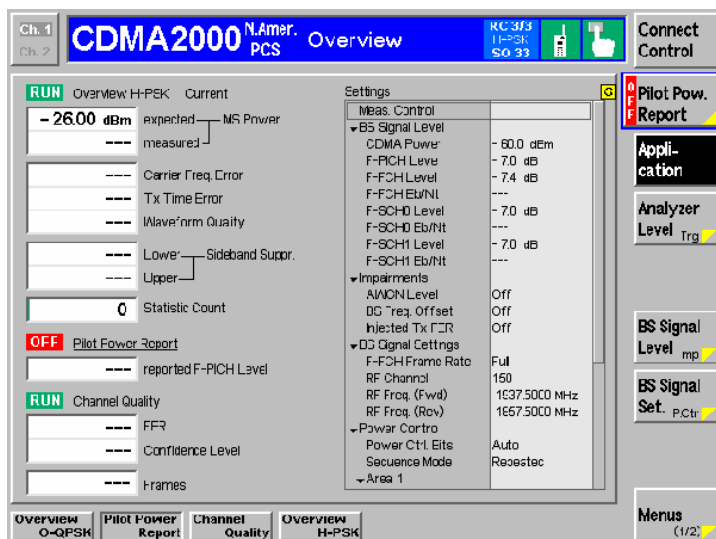 Ch. 1
Ch. 2
CDMA2000 N.Amer. PCS Overview
RC 3/3
H-PSK
SO 33
Connect Control
RUN Overview H-PSK Current
- 26.00 dBm expected MS Power
--- measured
--- Carrier Freq. Error
--- Tx Time Error
--- Waveform Quality
--- Lower Sideband Suppr.
--- Upper
0 Statistic Count
OFF Pilot Power Report
--- reported F-PICH Level
RUN Channel Quality
--- FER
--- Confidence Level
--- Frames
Settings
G
Meas. Control
BS Signal Level
CDMA Power - 60.0 dBm
F-PICH Level - 7.0 dB
F-FCH Level - 7.4 dB
F-FCH Eb/Nt ---
F-SCH0 Level - 7.0 dB
F-SCH0 Eb/Nt ---
F-SCH1 Level - 7.0 dB
F-SCH1 Eb/Nt ---
Impairments
AWGN Level Off
BS Freq. Offset Off
Injected Tx FER Off
BS Signal Settings
F-FCH Frame Rate Full
RF Channel 150
RF Freq. (Fwd) 1937.5000 MHz
RF Freq. (Rev) 1857.5000 MHz
Power Control
Power Ctrl. Bits Auto
Sequence Mode Repeated
Area 1
OFF
Pilot Pow. Report
Appli-
cation
Analyzer
Level Trg
BS Signal
Level mp
BS Signal
Set. P.Ctr
Menus
(1/2)
Overview O-QPSK
Pilot Power Report
Channel Quality
Overview H-PSK